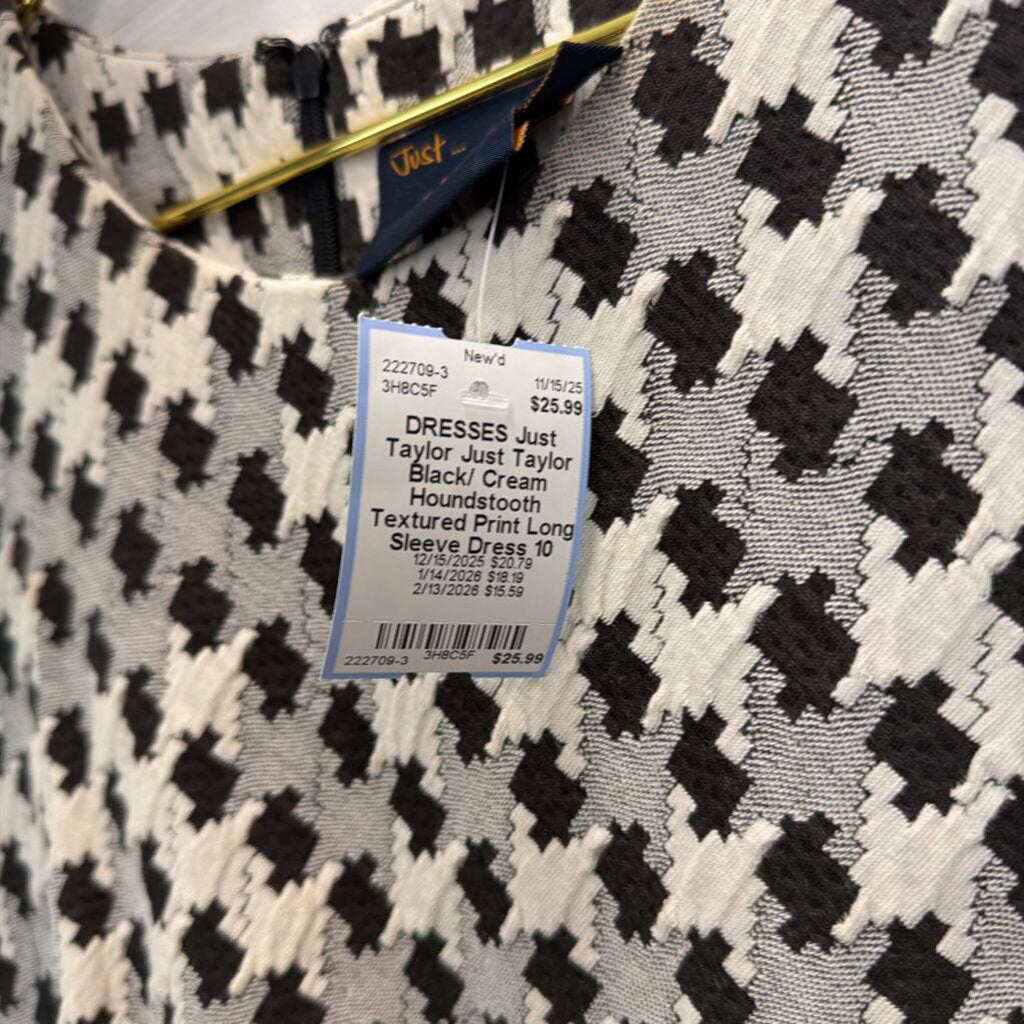 Just...
New'd
222709-3 11/15/25
3H8C5F $25.99
DRESSES Just
Taylor Just Taylor
Black/ Cream
Houndstooth
Textured Print Long
Sleeve Dress 10
12/15/2025 $20.79
1/14/2026 $18.19
2/13/2026 $15.59
222709-3 3H8C5F $25.99